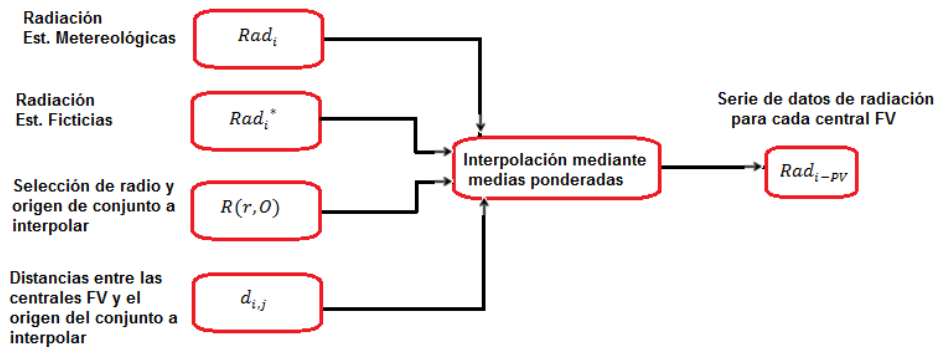 Radiación
Est. Metereológicas
Rad_i
Radiación
Est. Ficticias
Rad_i*
Selección de radio y
origen de conjunto a
interpolar
R(r,O)
Distancias entre las
centrales FV y el
origen del conjunto a
interpolar
d_{i,j}
Interpolación mediante
medias ponderadas
Serie de datos de radiación
para cada central FV
Rad_{i-PV}